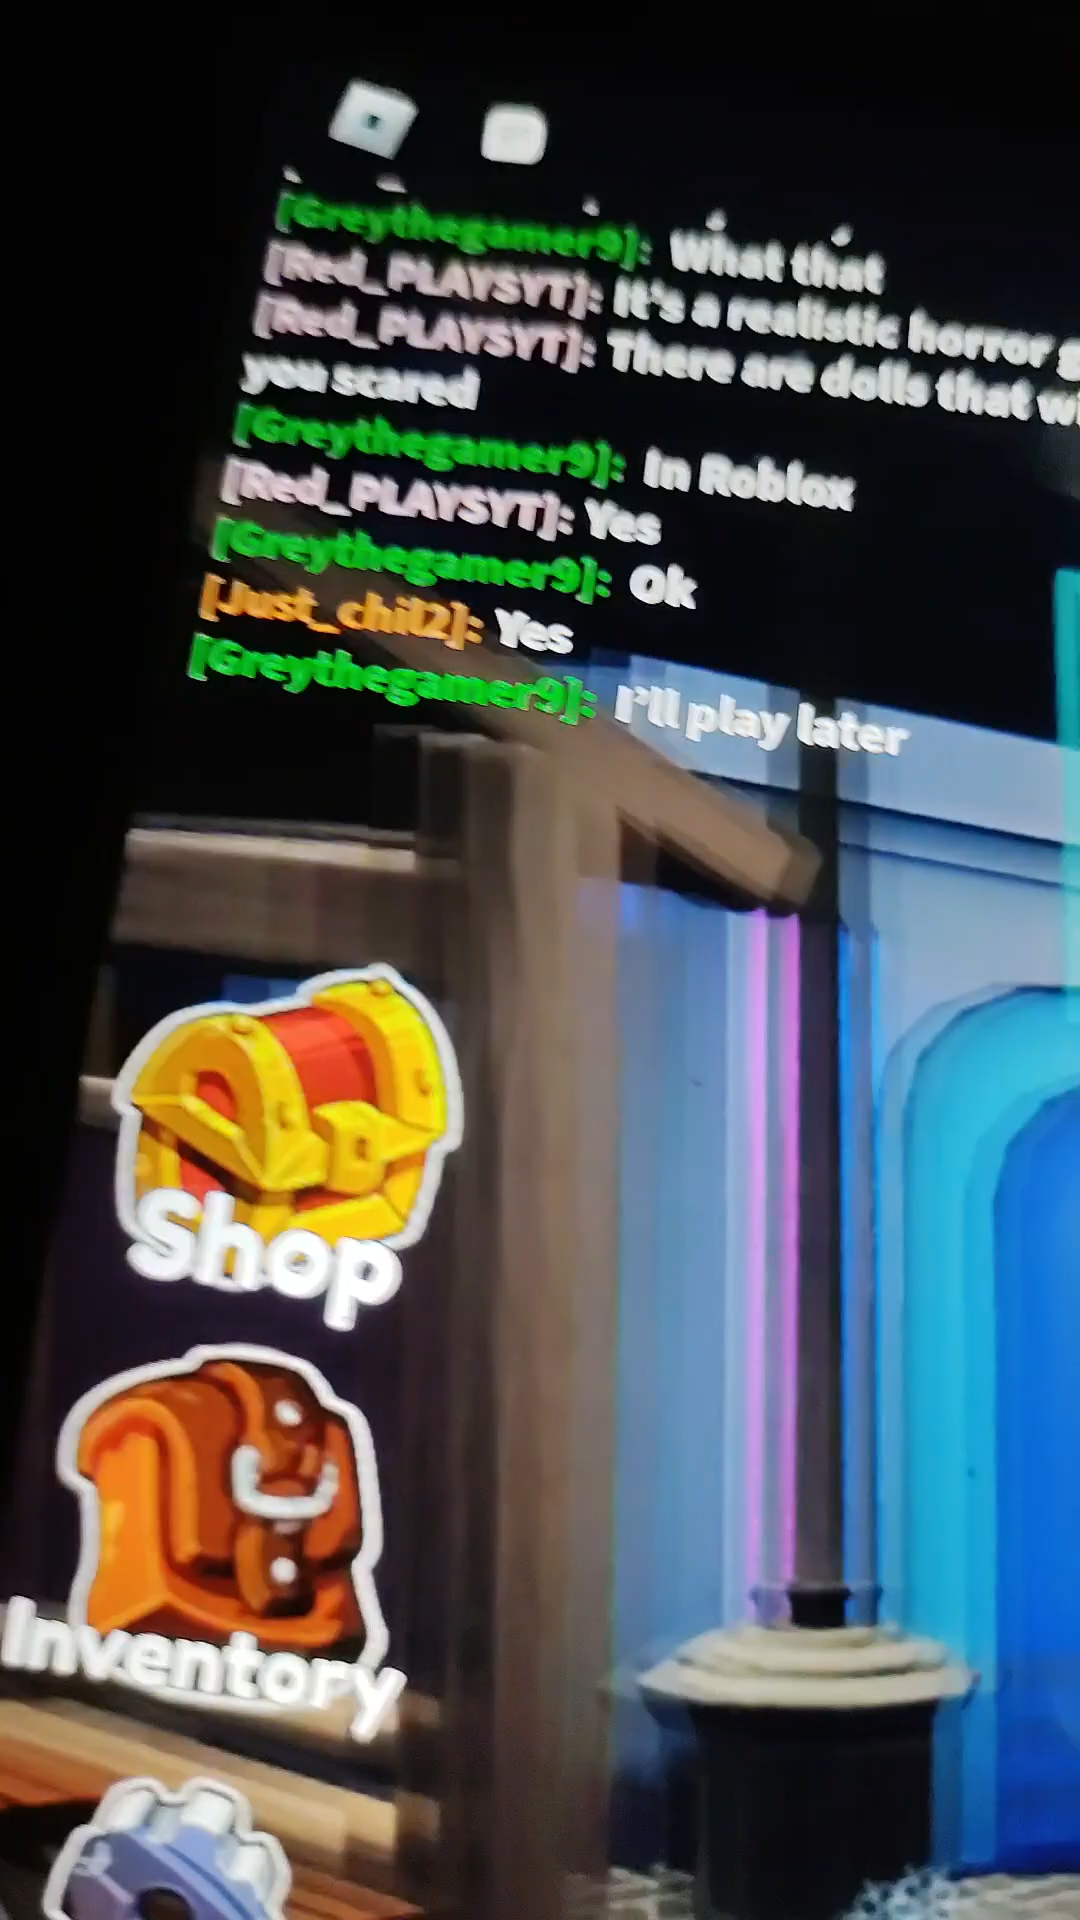 [Greythegamer9]: What that
[Red_PLAYSYT]: It's a realistic horror
[Red_PLAYSYT]: There are dolls that
you scared
[Greythegamer9]: In Roblox
[Red_PLAYSYT]: Yes
[Greythegamer9]: Ok
[Just_chil2]: Yes
[Greythegamer9]: I'll play later
Shop
Inventory